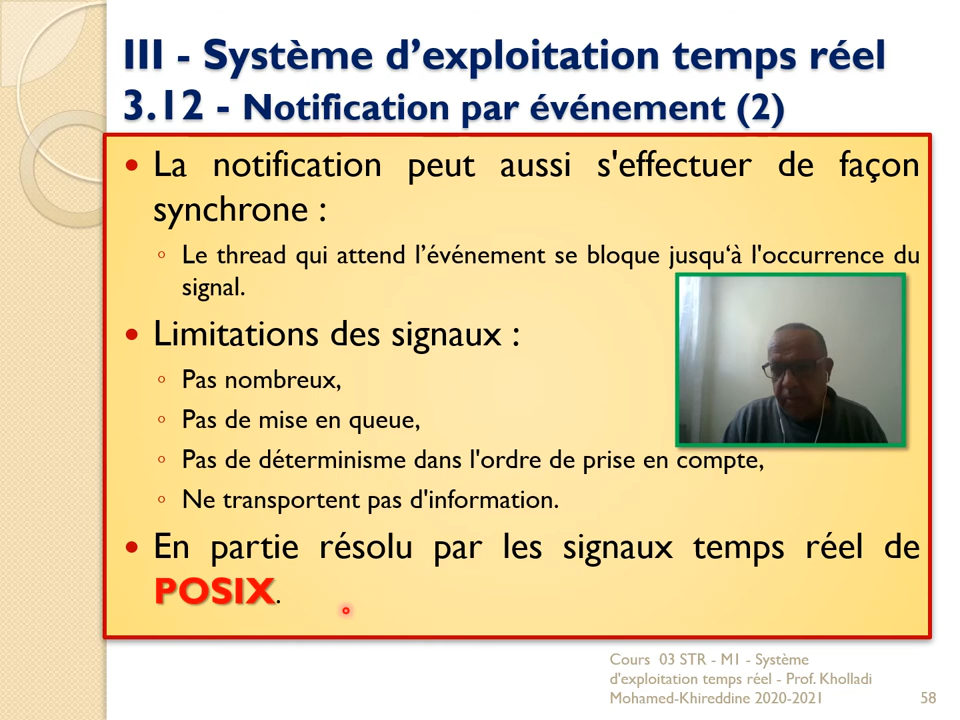 III - Système d’exploitation temps réel
3.12 - Notification par événement (2)
• La notification peut aussi s'effectuer de façon
synchrone :
◦ Le thread qui attend l’événement se bloque jusqu‘à l'occurrence du
signal.
• Limitations des signaux :
◦ Pas nombreux,
◦ Pas de mise en queue,
◦ Pas de déterminisme dans l'ordre de prise en compte,
◦ Ne transportent pas d'information.
• En partie résolu par les signaux temps réel de
POSIX.
Cours 03 STR - M1 - Système
d'exploitation temps réel - Prof. Kholladi
Mohamed-Khireddine 2020-2021
58